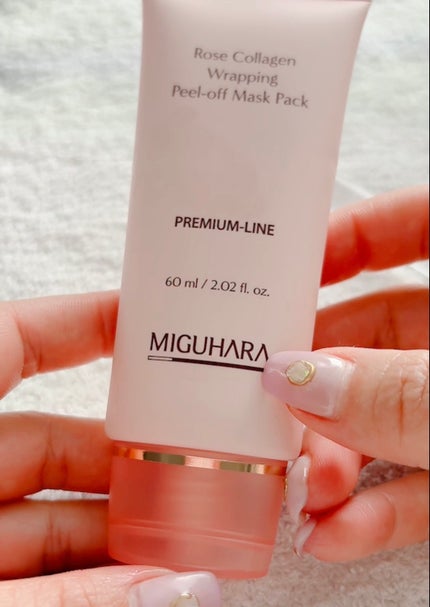 Rose Collagen
Wrapping
Peel-off Mask Pack
PREMIUM-LINE
60 ml / 2.02 fl. oz.
MIGUHARA